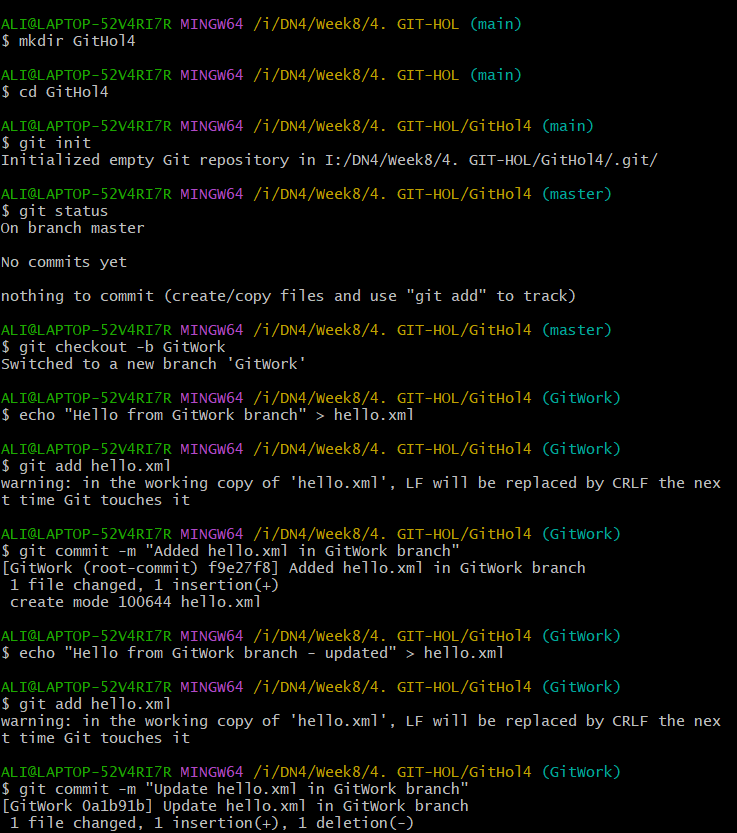 ALI@LAPTOP-52V4RI7R MINGW64 /i/DN4/Week8/4. GIT-HOL (main)
$ mkdir GitHol4
ALI@LAPTOP-52V4RI7R MINGW64 /i/DN4/Week8/4. GIT-HOL (main)
$ cd GitHol4
ALI@LAPTOP-52V4RI7R MINGW64 /i/DN4/Week8/4. GIT-HOL/GitHol4 (main)
$ git init
Initialized empty Git repository in I:/DN4/Week8/4. GIT-HOL/GitHol4/.git/
ALI@LAPTOP-52V4RI7R MINGW64 /i/DN4/Week8/4. GIT-HOL/GitHol4 (master)
$ git status
On branch master
No commits yet
nothing to commit (create/copy files and use "git add" to track)
ALI@LAPTOP-52V4RI7R MINGW64 /i/DN4/Week8/4. GIT-HOL/GitHol4 (master)
$ git checkout -b GitWork
Switched to a new branch 'GitWork'
ALI@LAPTOP-52V4RI7R MINGW64 /i/DN4/Week8/4. GIT-HOL/GitHol4 (GitWork)
$ echo "Hello from GitWork branch" > hello.xml
ALI@LAPTOP-52V4RI7R MINGW64 /i/DN4/Week8/4. GIT-HOL/GitHol4 (GitWork)
$ git add hello.xml
warning: in the working copy of 'hello.xml', LF will be replaced by CRLF the nex
t time Git touches it
ALI@LAPTOP-52V4RI7R MINGW64 /i/DN4/Week8/4. GIT-HOL/GitHol4 (GitWork)
$ git commit -m "Added hello.xml in GitWork branch"
[GitWork (root-commit) f9e27f8] Added hello.xml in GitWork branch
 1 file changed, 1 insertion(+)
 create mode 100644 hello.xml
ALI@LAPTOP-52V4RI7R MINGW64 /i/DN4/Week8/4. GIT-HOL/GitHol4 (GitWork)
$ echo "Hello from GitWork branch - updated" > hello.xml
ALI@LAPTOP-52V4RI7R MINGW64 /i/DN4/Week8/4. GIT-HOL/GitHol4 (GitWork)
$ git add hello.xml
warning: in the working copy of 'hello.xml', LF will be replaced by CRLF the nex
t time Git touches it
ALI@LAPTOP-52V4RI7R MINGW64 /i/DN4/Week8/4. GIT-HOL/GitHol4 (GitWork)
$ git commit -m "Update hello.xml in GitWork branch"
[GitWork 0a1b91b] Update hello.xml in GitWork branch
 1 file changed, 1 insertion(+), 1 deletion(-)